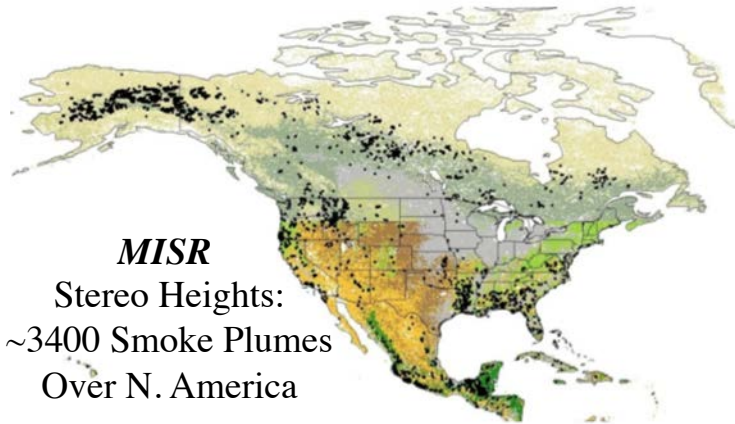 MISR
Stereo Heights:
~3400 Smoke Plumes
Over N. America